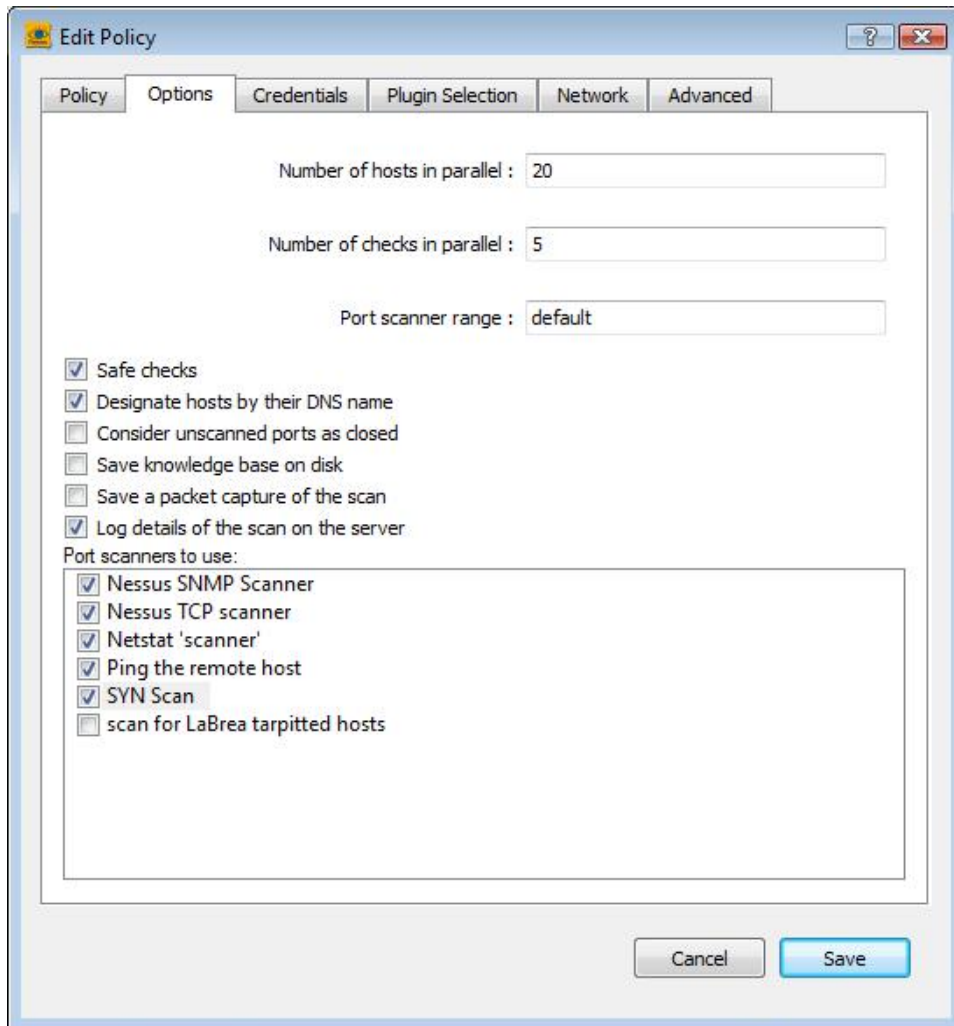 Edit Policy
Policy Options Credentials Plugin Selection Network Advanced
Number of hosts in parallel : 20
Number of checks in parallel : 5
Port scanner range : default
Safe checks
Designate hosts by their DNS name
Consider unscanned ports as closed
Save knowledge base on disk
Save a packet capture of the scan
Log details of the scan on the server
Port scanners to use:
Nessus SNMP Scanner
Nessus TCP scanner
Netstat 'scanner'
Ping the remote host
SYN Scan
scan for LaBrea tarpitted hosts
Cancel Save